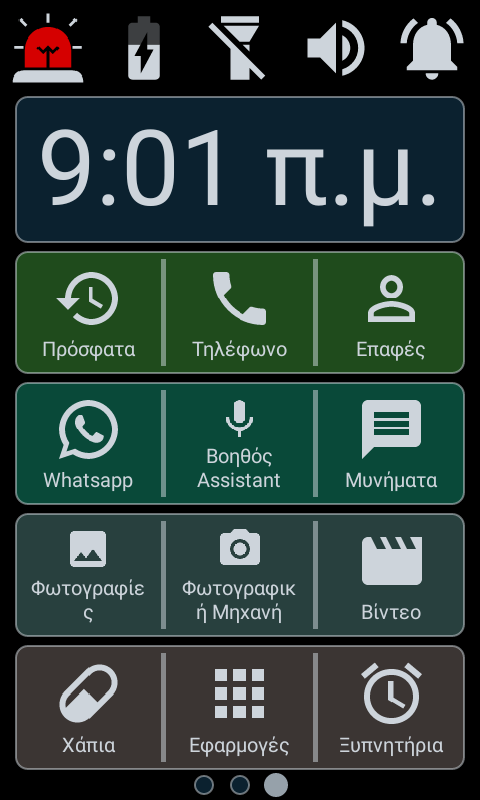 9:01 π.μ.
Πρόσφατα
Τηλέφωνο
Επαφές
Whatsapp
Βοηθός
Assistant
Μυνήματα
Φωτογραφίε
ς
Φωτογραφικ
ή Μηχανή
Βίντεο
Χάπια
Εφαρμογές
Ξυπνητήρια